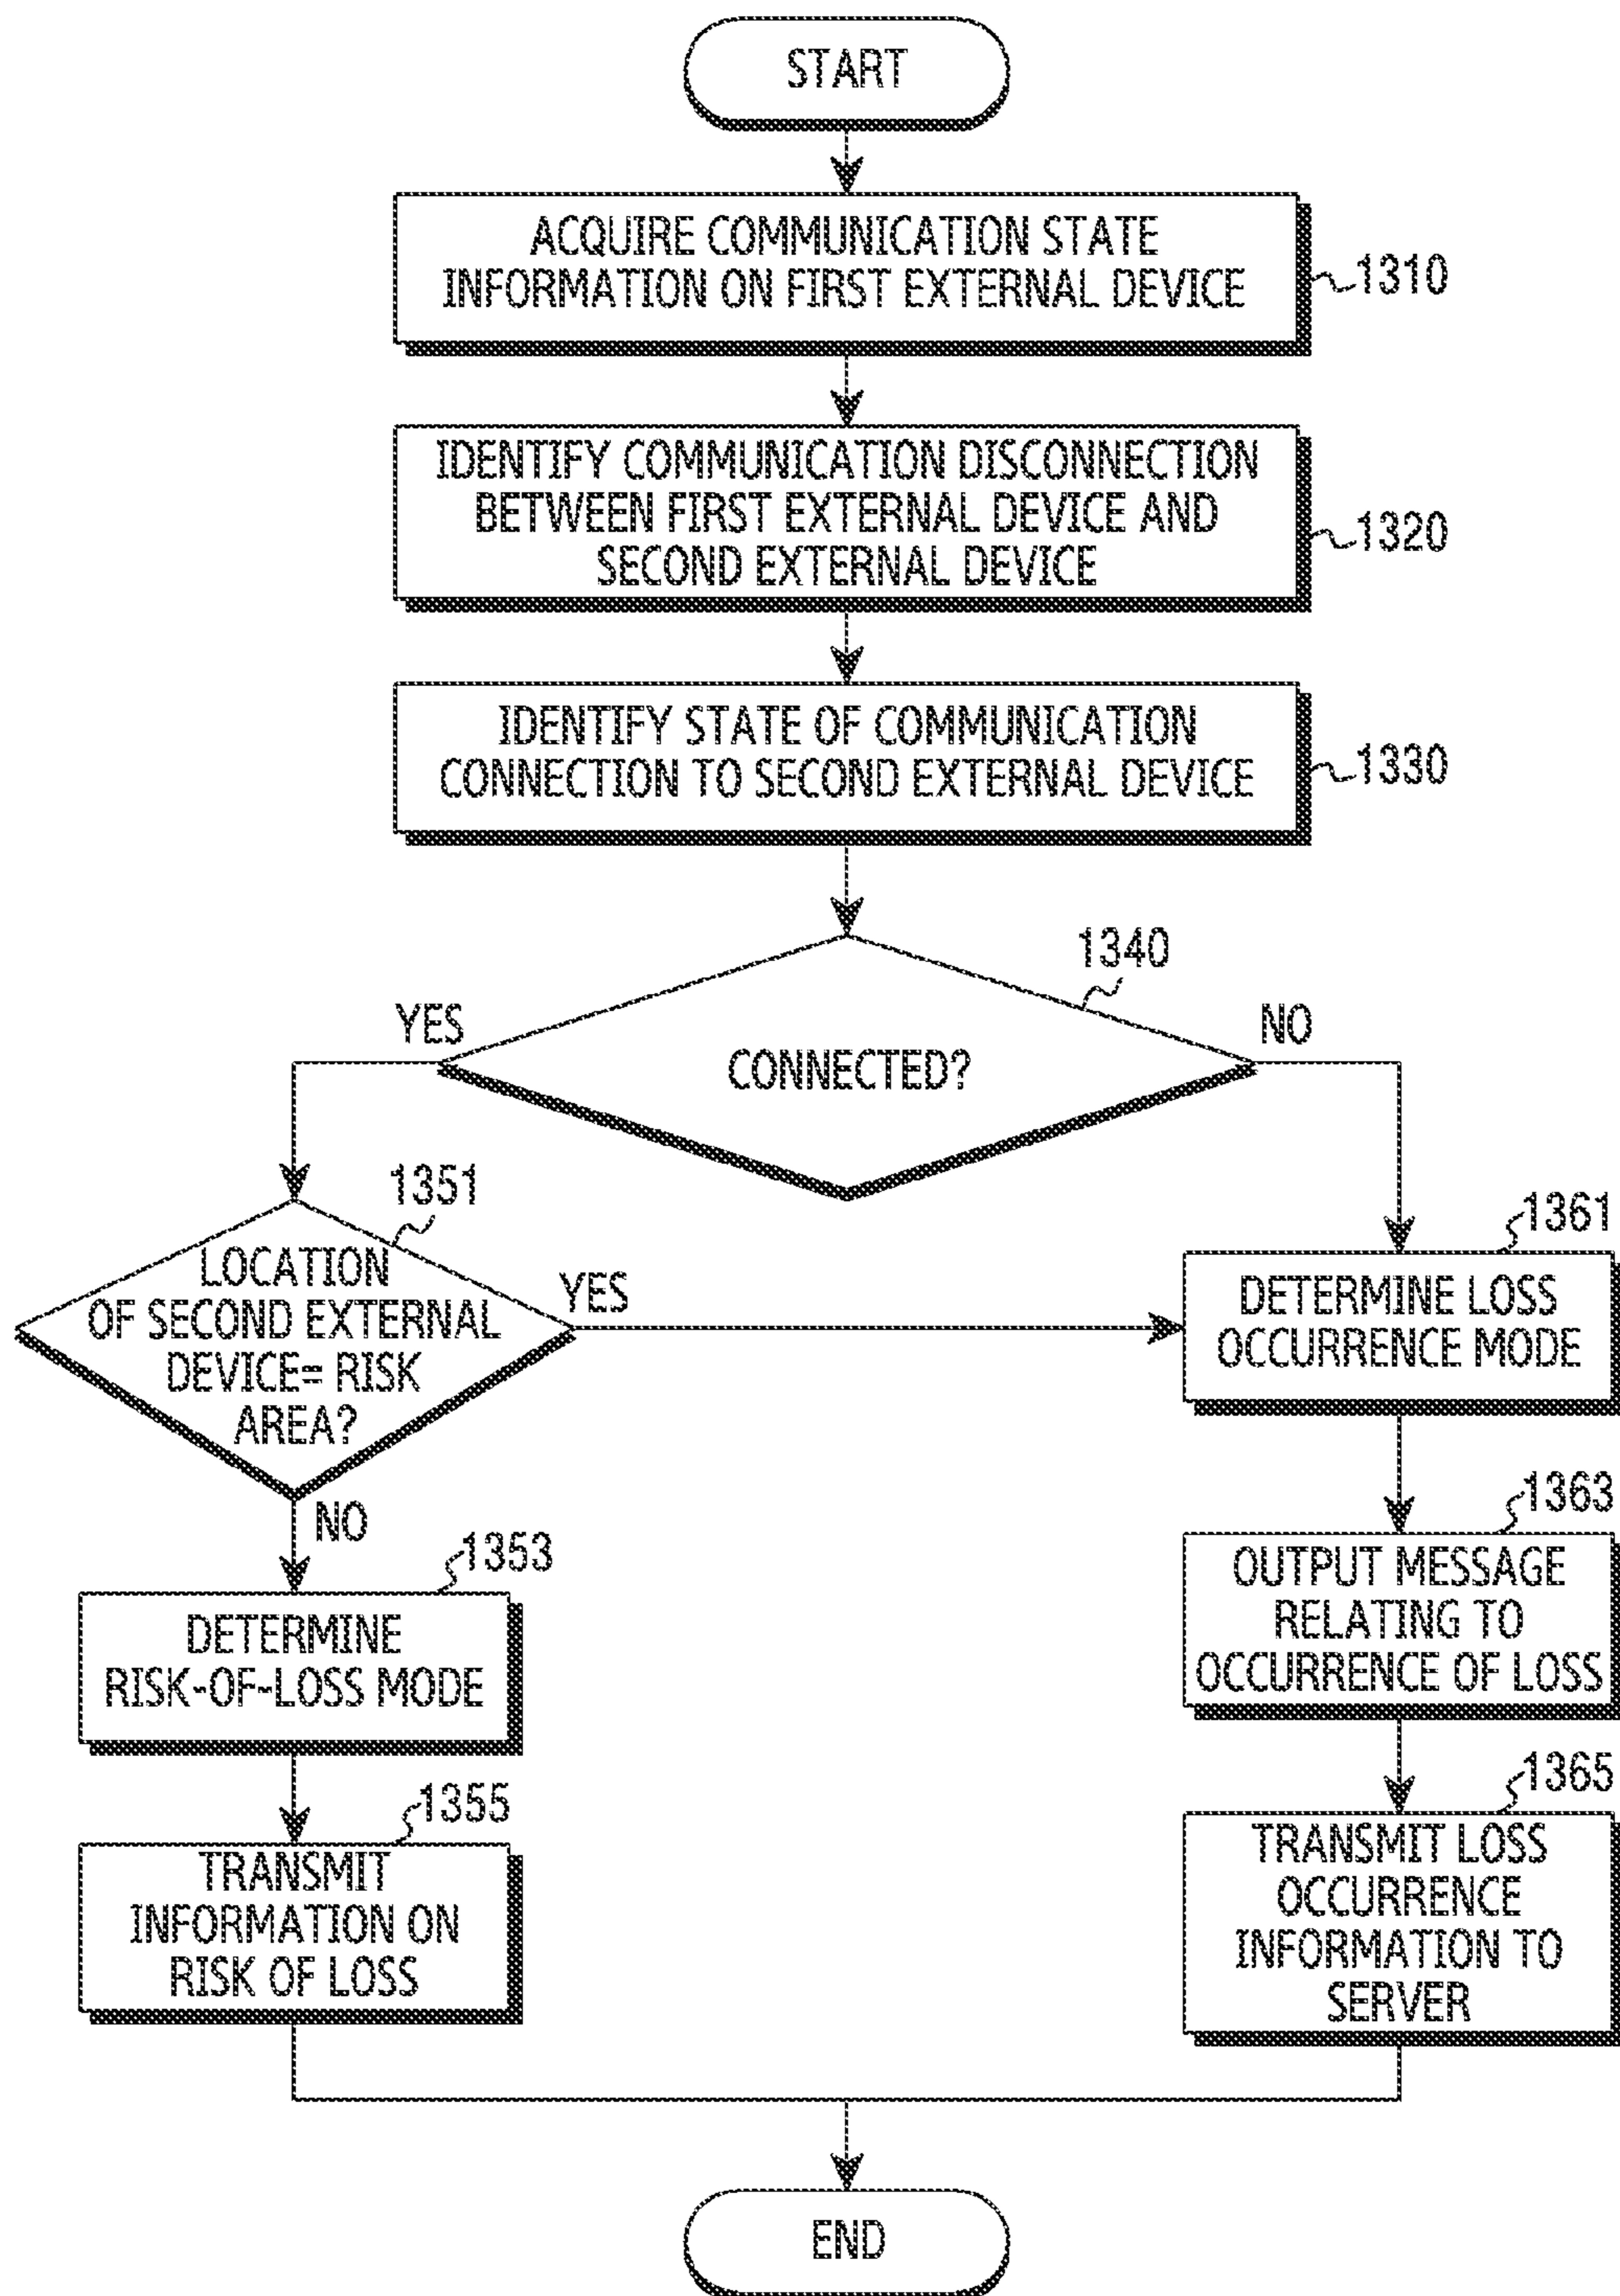 START
ACQUIRE COMMUNICATION STATE
INFORMATION ON FIRST EXTERNAL DEVICE
1310
IDENTIFY COMMUNICATION DISCONNECTION
BETWEEN FIRST EXTERNAL DEVICE AND
SECOND EXTERNAL DEVICE
1320
IDENTIFY STATE OF COMMUNICATION
CONNECTION TO SECOND EXTERNAL DEVICE
1330
1340
YES
NO
CONNECTED?
1351
LOCATION
OF SECOND EXTERNAL
DEVICE= RISK
AREA?
YES
NO
1361
DETERMINE LOSS
OCCURRENCE MODE
1353
DETERMINE
RISK-OF-LOSS MODE
1363
OUTPUT MESSAGE
RELATING TO
OCCURRENCE OF LOSS
1355
TRANSMIT
INFORMATION ON
RISK OF LOSS
1365
TRANSMIT LOSS
OCCURRENCE
INFORMATION TO
SERVER
END